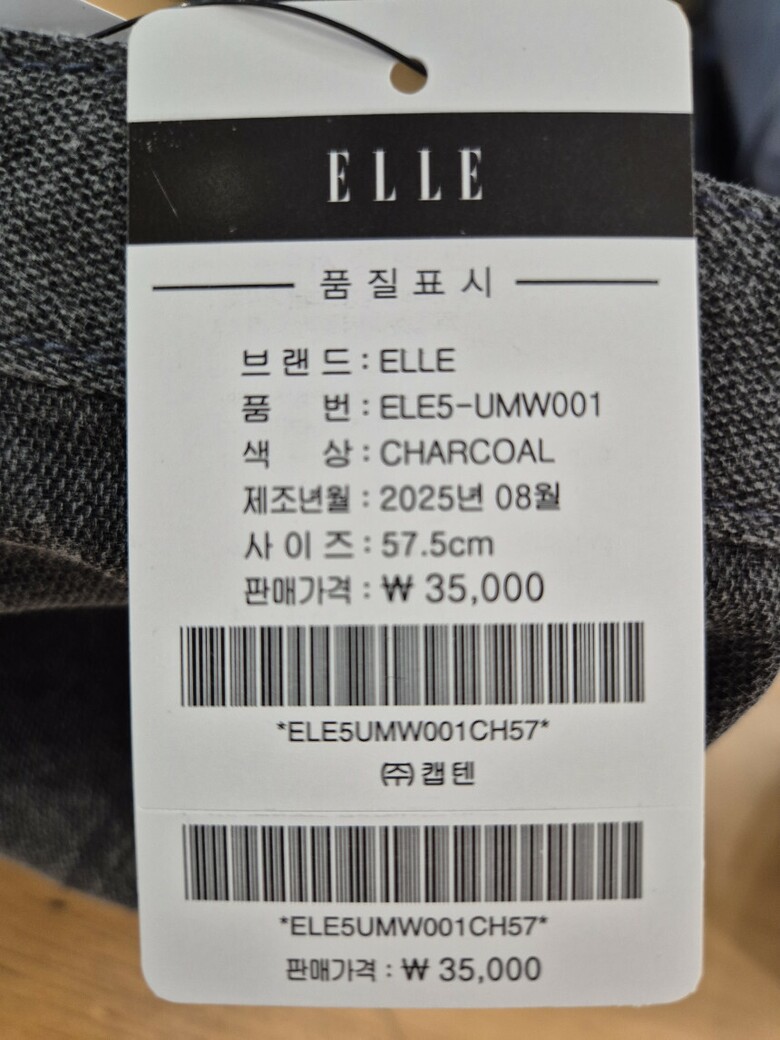 ELLE
품질표시
브랜드 : ELLE
품 번 : ELE5-UMW001
색 상 : CHARCOAL
제조년월 : 2025년 08월
사이즈 : 57.5cm
판매가격 : ₩ 35,000
*ELE5UMW001CH57*
㈜캡텐
*ELE5UMW001CH57*
판매가격 : ₩ 35,000